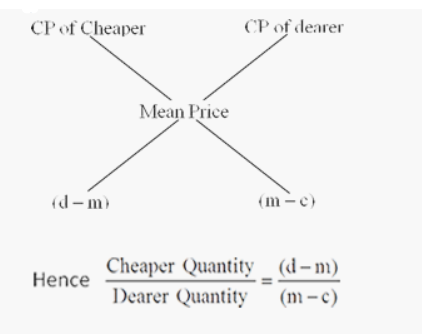 CP of Cheaper CP of dearer
Mean Price
(d – m) (m – c)
Hence Cheaper Quantity / Dearer Quantity = (d – m) / (m – c)